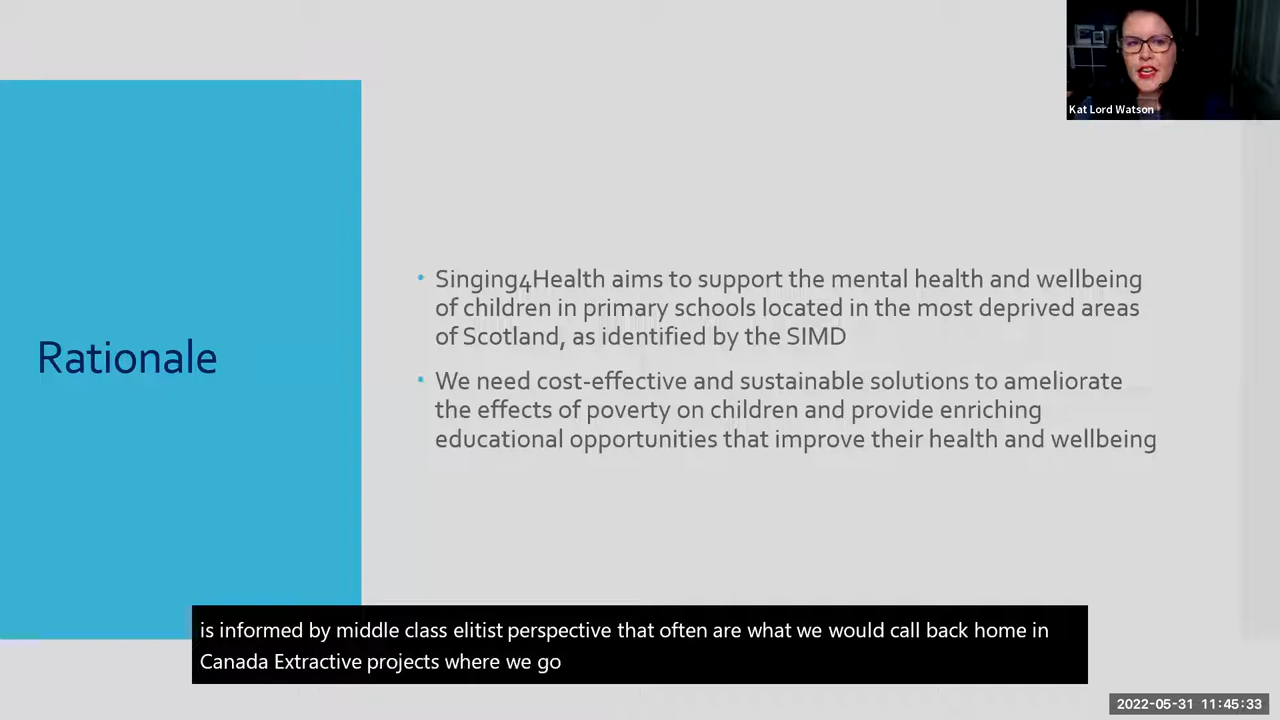 Kat Lord Watson
Rationale
• Singing4Health aims to support the mental health and wellbeing
of children in primary schools located in the most deprived areas
of Scotland, as identified by the SIMD
• We need cost-effective and sustainable solutions to ameliorate
the effects of poverty on children and provide enriching
educational opportunities that improve their health and wellbeing
is informed by middle class elitist perspective that often are what we would call back home in
Canada Extractive projects where we go
2022-05-31 11:45:33